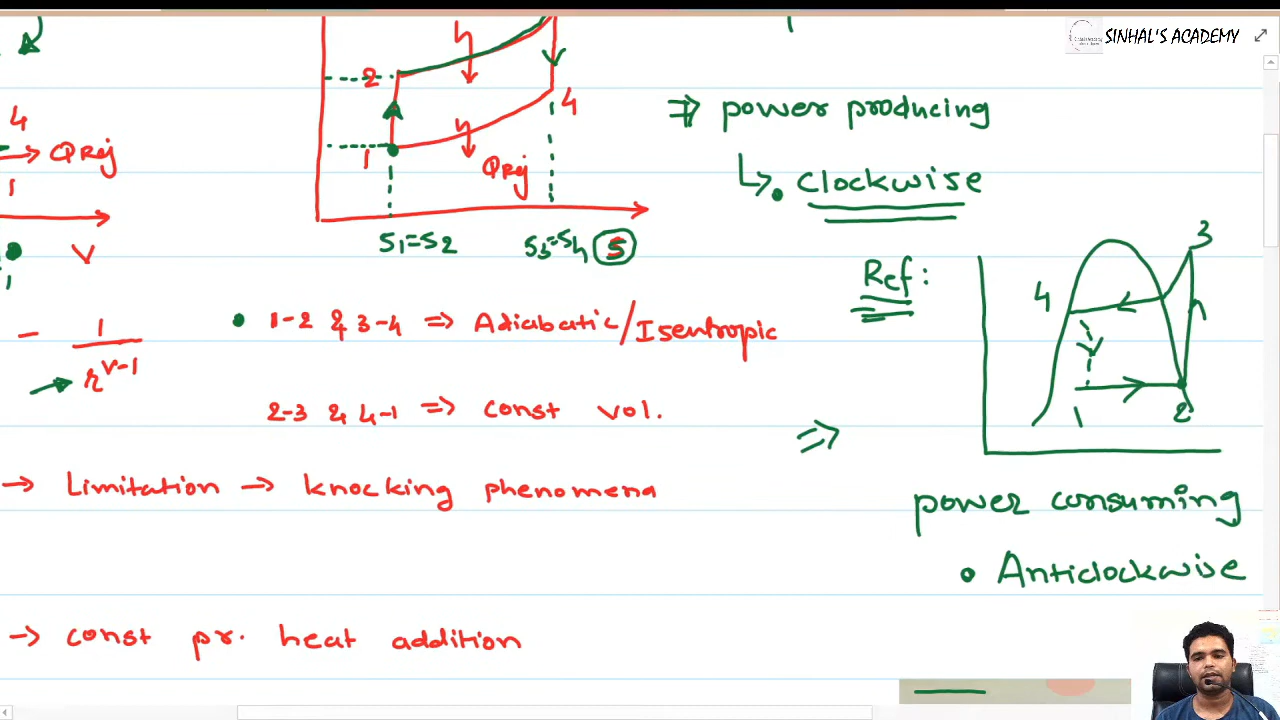 SINHAL'S ACADEMY
2
4
1
QRej
S1=S2
S3=S4
S
4
QRej
1
V
1
⇒ power producing
↳ • Clockwise
Ref:
3
4
1
2
- 1
r^γ-1
• 1-2 & 3-4 ⇒ Adiabatic/Isentropic
2-3 & 4-1 ⇒ const vol.
⇒
→ Limitation → knocking phenomena
power consuming
• Anticlockwise
→ const pr. heat addition